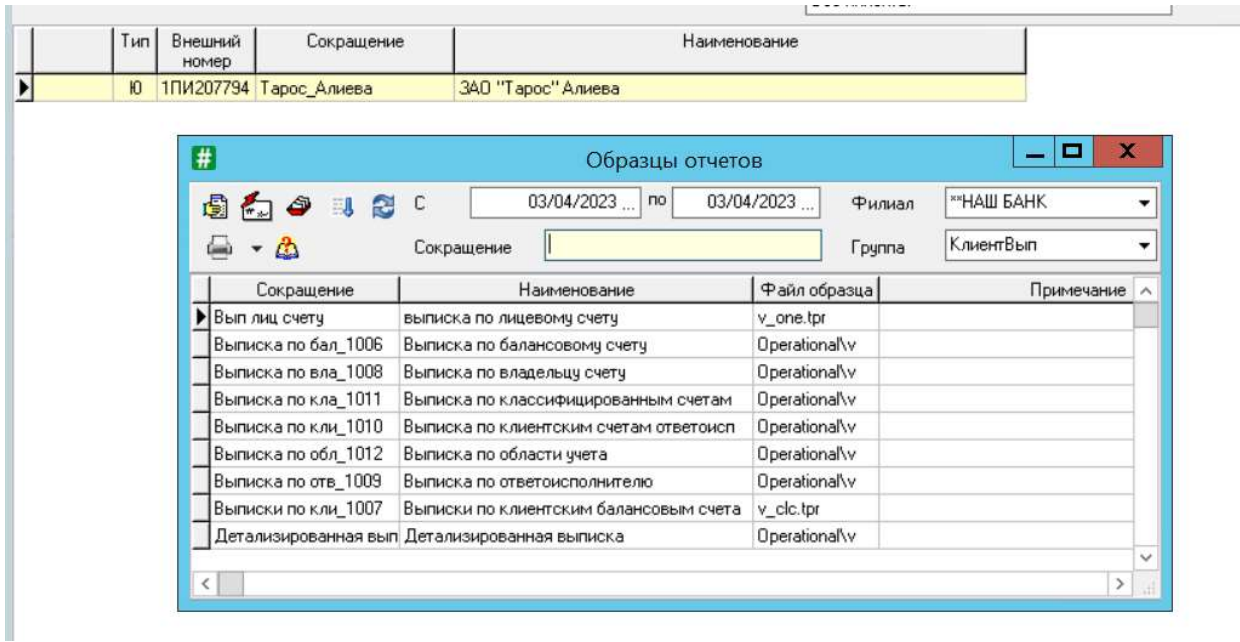 Тип Внешний номер Сокращение Наименование
Ю 1ПИ207794 Тарос_Алиева ЗАО "Тарос" Алиева
Образцы отчетов
С 03/04/2023 ... по 03/04/2023 ... Филиал **НАШ БАНК
Сокращение Группа КлиентВып
Сокращение Наименование Файл образца Примечание
Вып лиц счету выписка по лицевому счету v_one.tpr
Выписка по бал_1006 Выписка по балансовому счету Operational\v
Выписка по вла_1008 Выписка по владельцу счету Operational\v
Выписка по кла_1011 Выписка по классифицированным счетам Operational\v
Выписка по кли_1010 Выписка по клиентским счетам ответоисп Operational\v
Выписка по обл_1012 Выписка по области учета Operational\v
Выписка по отв_1009 Выписка по ответоисполнителю Operational\v
Выписки по кли_1007 Выписки по клиентским балансовым счета v_clc.tpr
Детализированная вып Детализированная выписка Operational\v